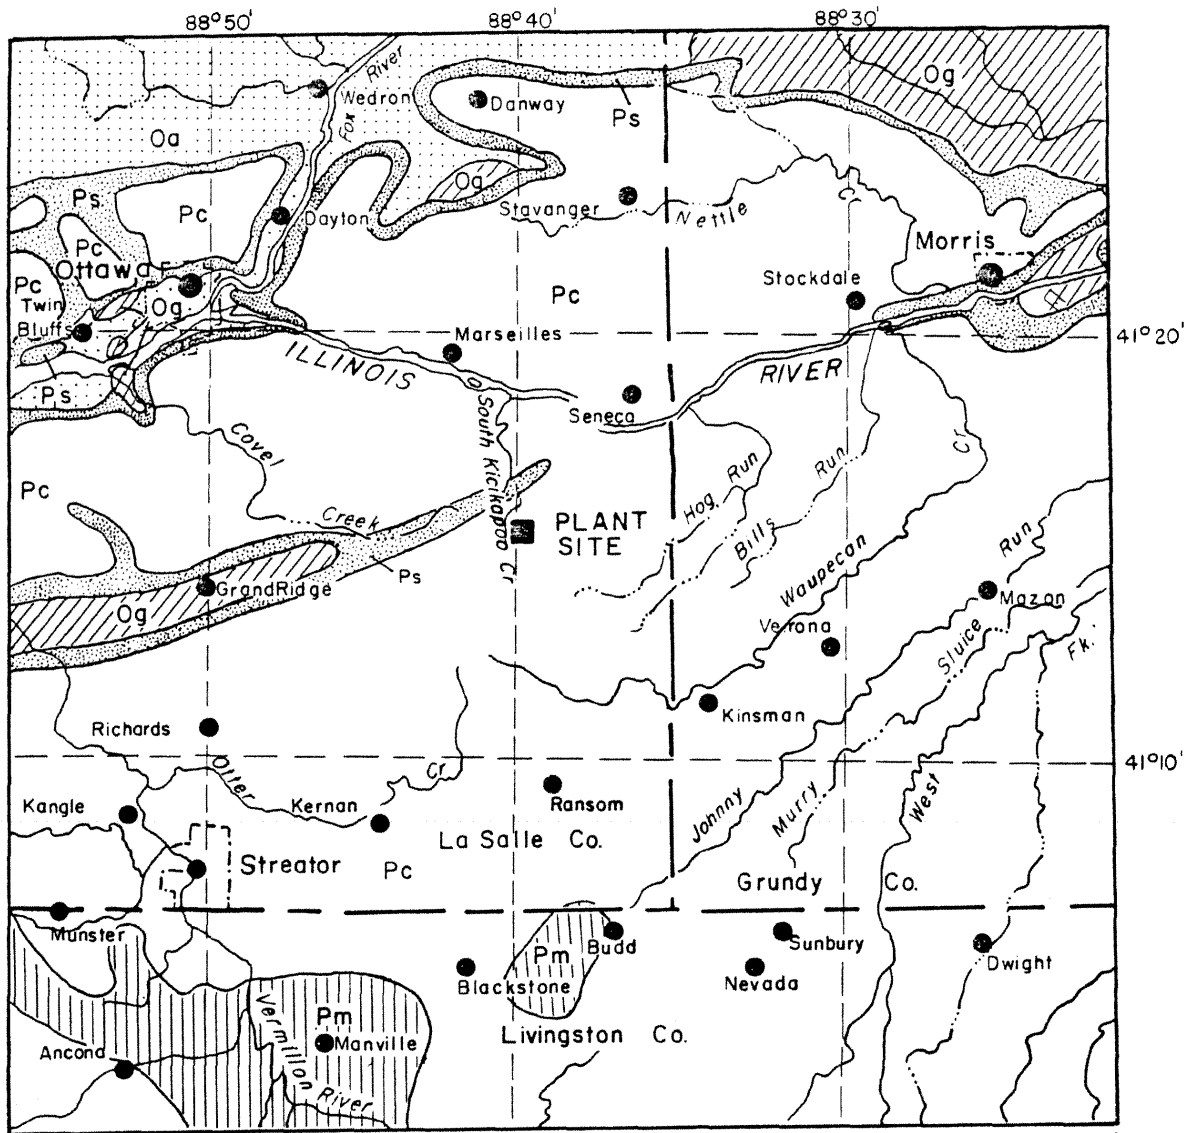 88°50' 88°40' 88°30'
River
Wedron
Fox
Danway
Ps
Og
Oa
Og
Ps
Pc
Dayton
Stavanger
Nettle
Cr
Morris
Pc
Ottawa
Pc
Twin
Bluffs
Og
Pc
Stockdale
Marseilles
41°20'
ILLINOIS
RIVER
Ps
Ps
Seneca
Covel
South Kicikapoo Cr
Hog Run
Bills Run
Cr
Pc
Creek
PLANT
SITE
Ps
Waupecan
Run
GrandRidge
Og
Mazon
Verona
Sluice
Fk.
Kinsman
Richards
41°10'
Otter
Cr
Kangle
Kernan
Ransom
Johnny
Murry
West
La Salle Co.
Streator
Pc
Grundy Co.
Munster
Budd
Sunbury
Pm
Dwight
Blackstone
Nevada
Pm
Livingston Co.
Manville
Ancona
Vermillon River